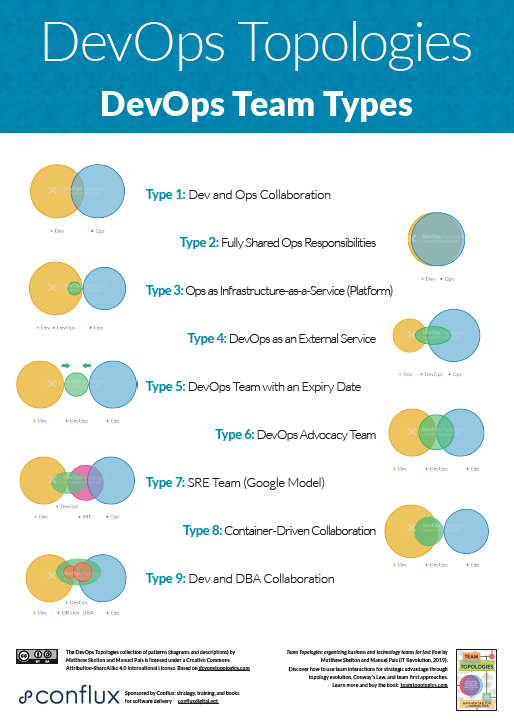 DevOps Topologies
DevOps Team Types
Type 1: Dev and Ops Collaboration
Dev Ops
Type 2: Fully Shared Ops Responsibilities
Dev Ops
Type 3: Ops as Infrastructure-as-a-Service (Platform)
Dev DevOps Ops
Type 4: DevOps as an External Service
Dev DevOps Ops
Type 5: DevOps Team with an Expiry Date
Dev DevOps Ops
Type 6: DevOps Advocacy Team
Dev DevOps Ops
Type 7: SRE Team (Google Model)
DevOps
Dev SRE Ops
Type 8: Container-Driven Collaboration
Dev DevOps Ops
Type 9: Dev and DBA Collaboration
DevOps
Dev DBA Ops
The DevOps Topologies collection of patterns (diagrams and descriptions) by
Matthew Skelton and Manuel Pais is licensed under a Creative Commons
Attribution-ShareAlike 4.0 International License. Based on devopstopologies.com
cc BY SA
conflux
Sponsored by Conflux: strategy, training, and books
for software delivery confluxdigital.net
Team Topologies: organizing business and technology teams for fast flow by
Matthew Skelton and Manuel Pais (IT Revolution, 2019).
Discover how to use team interactions for strategic advantage through
topology evolution, Conway's Law, and team first approaches.
Learn more and buy the book: teamtopologies.com
TEAM
TOPOLOGIES
MATTHEW SKELTON